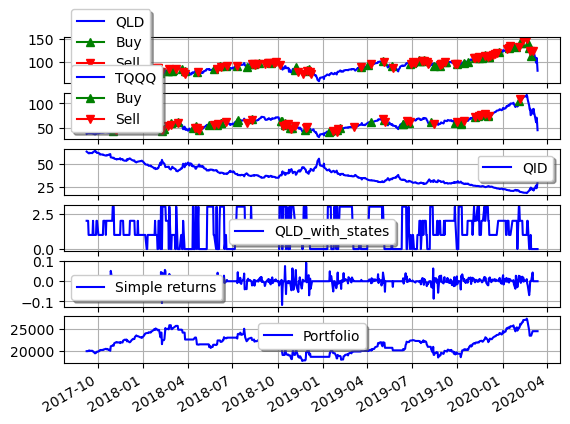 QLD
Buy
Sell
150
100
TQQQ
Buy
Sell
100
50
QID
50
25
QLD_with_states
2.5
0.0
Simple returns
0.1
0.0
−0.1
Portfolio
25000
20000
2017-10
2018-01
2018-04
2018-07
2018-10
2019-01
2019-04
2019-07
2019-10
2020-01
2020-04